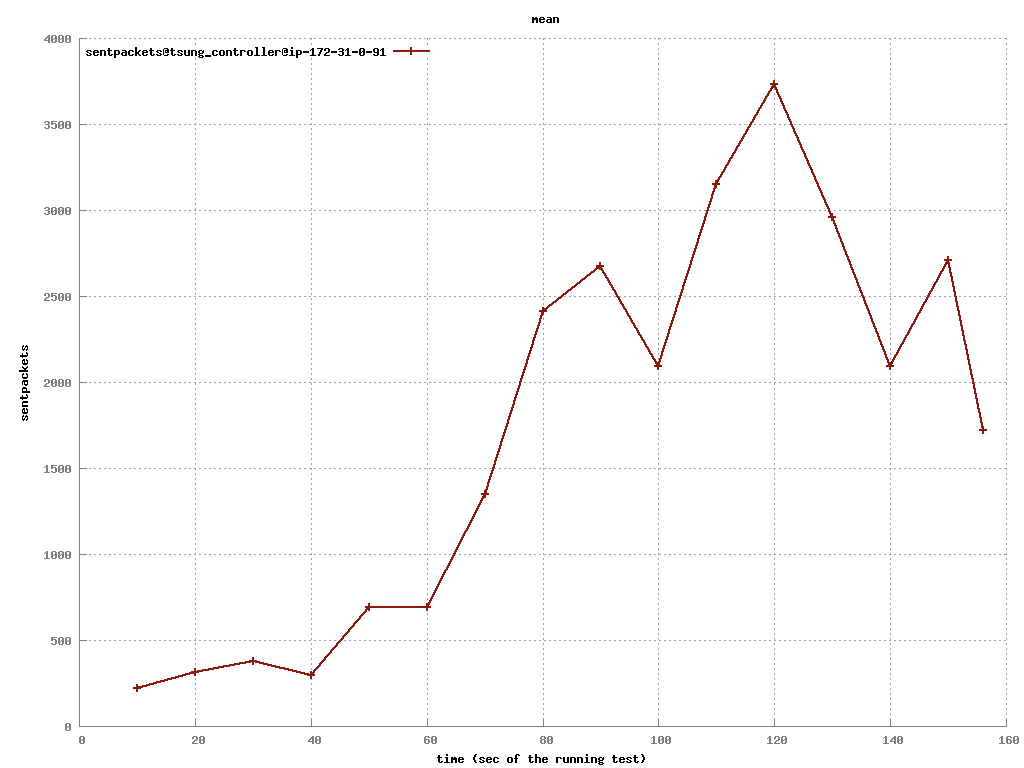 mean
sentpackets@tsung_controller@ip-172-31-0-91
4000
3500
3000
2500
2000
1500
1000
500
0
sentpackets
0 20 40 60 80 100 120 140 160
time (sec of the running test)